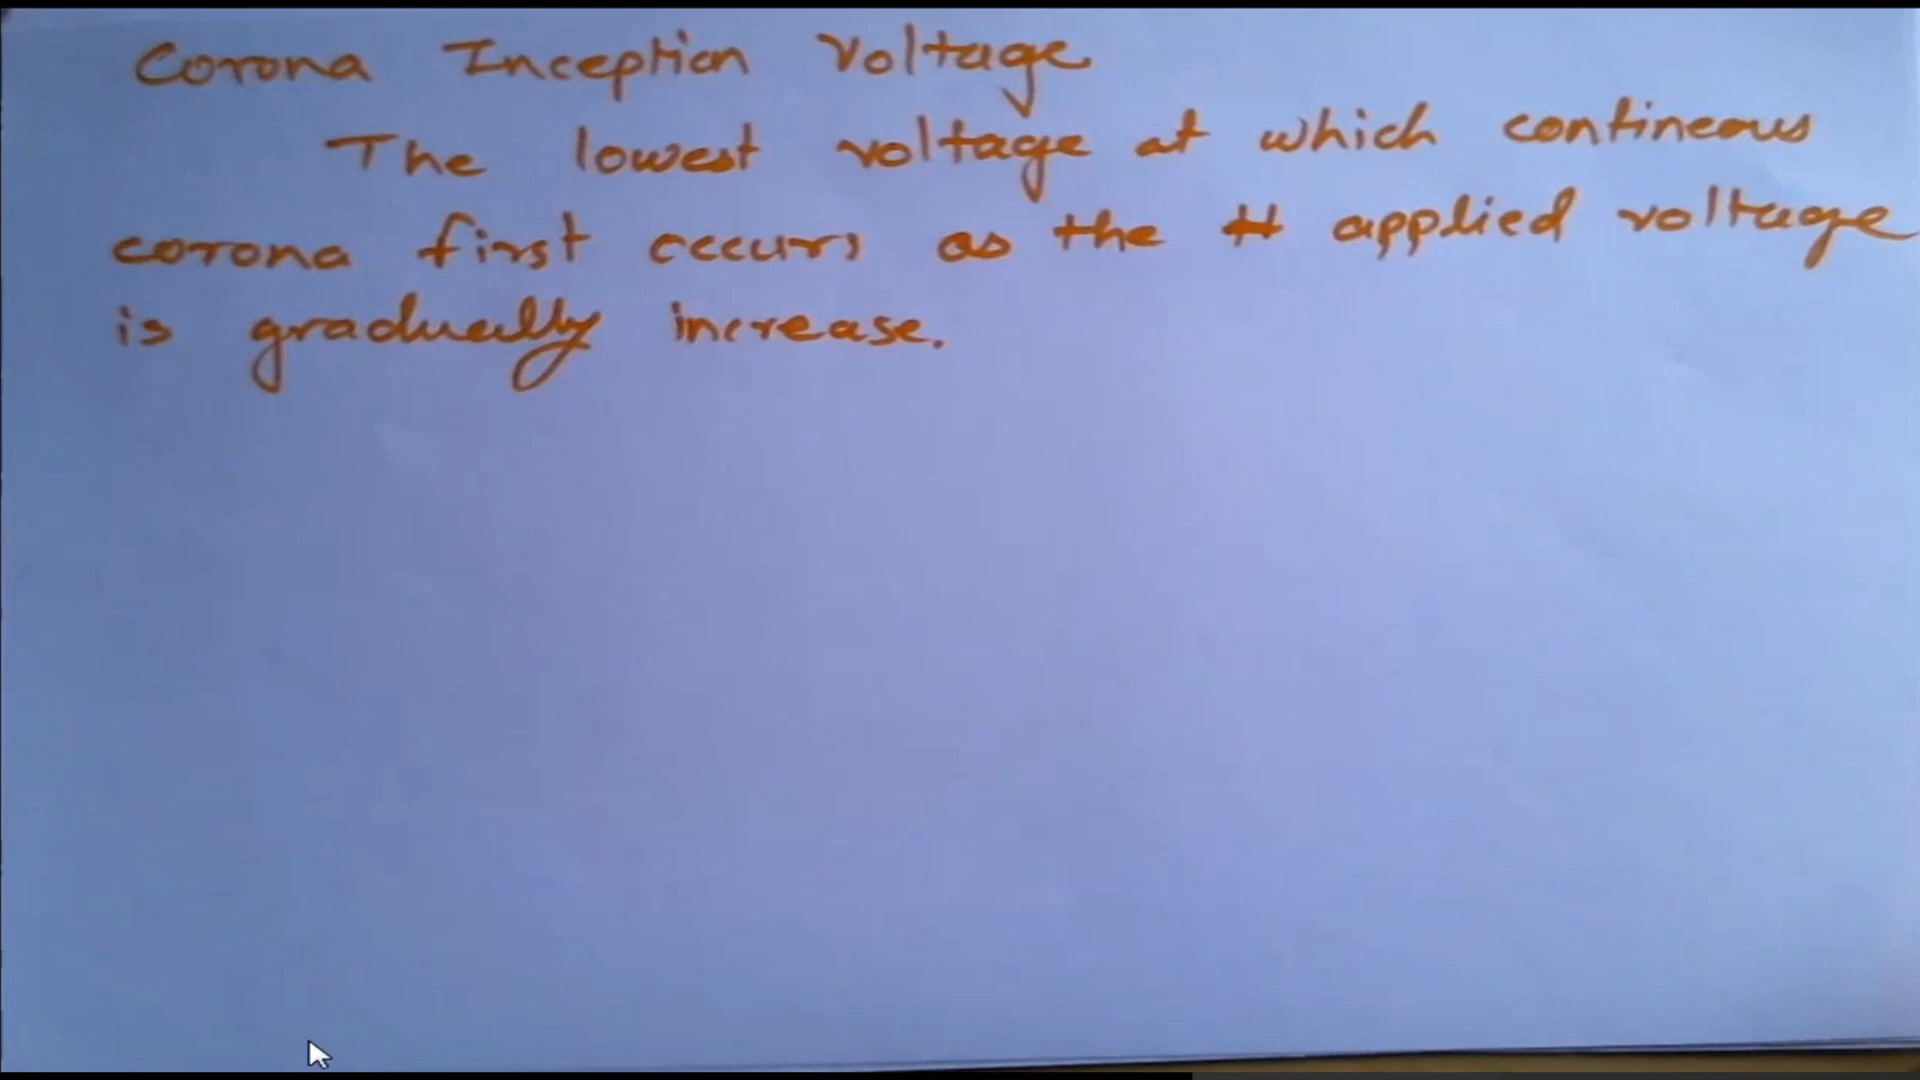 Corona Inception Voltage
The lowest voltage at which contineous
corona first occurs as the applied voltage
is gradually increase.